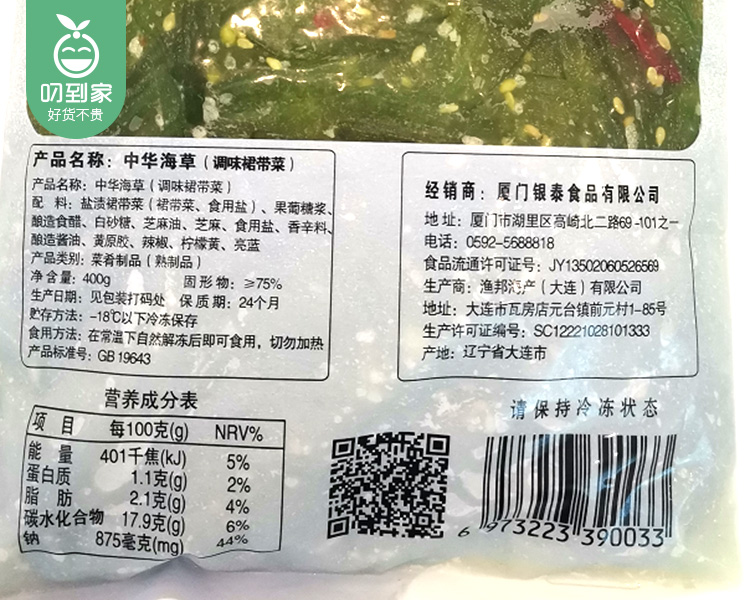 叨到家
好货不贵
产品名称：中华海草（调味裙带菜）
产品名称：中华海草（调味裙带菜）
配　料：盐渍裙带菜（裙带菜、食用盐）、果葡糖浆、
酿造食醋、白砂糖、芝麻油、芝麻、食用盐、香辛料、
酿造酱油、黄原胶、辣椒、柠檬黄、亮蓝
产品类别：菜肴制品（熟制品）
净 含 量：400g　固 形 物：≥75%
生产日期：见包装打码处　保 质 期：24个月
贮存方法：-18℃以下冷冻保存
食用方法：在常温下自然解冻后即可食用，切勿加热
产品标准号：GB 19643
经销商：厦门银泰食品有限公司
地 址：厦门市湖里区高崎北二路69-101之一
电话：0592-5688818
食品流通许可证号：JY13502060526569
生产商：渔邦海产（大连）有限公司
地址：大连市瓦房店元台镇前元村1-85号
生产许可证编号：SC12221028101333
产地：辽宁省大连市
营养成分表
项 目　每100克(g)　NRV%
能 量　401千焦(kJ)　5%
蛋白质　1.1克(g)　2%
脂 肪　2.1克(g)　4%
碳水化合物　17.9克(g)　6%
钠　875毫克(mg)　44%
请保持冷冻状态
6 973223 390033